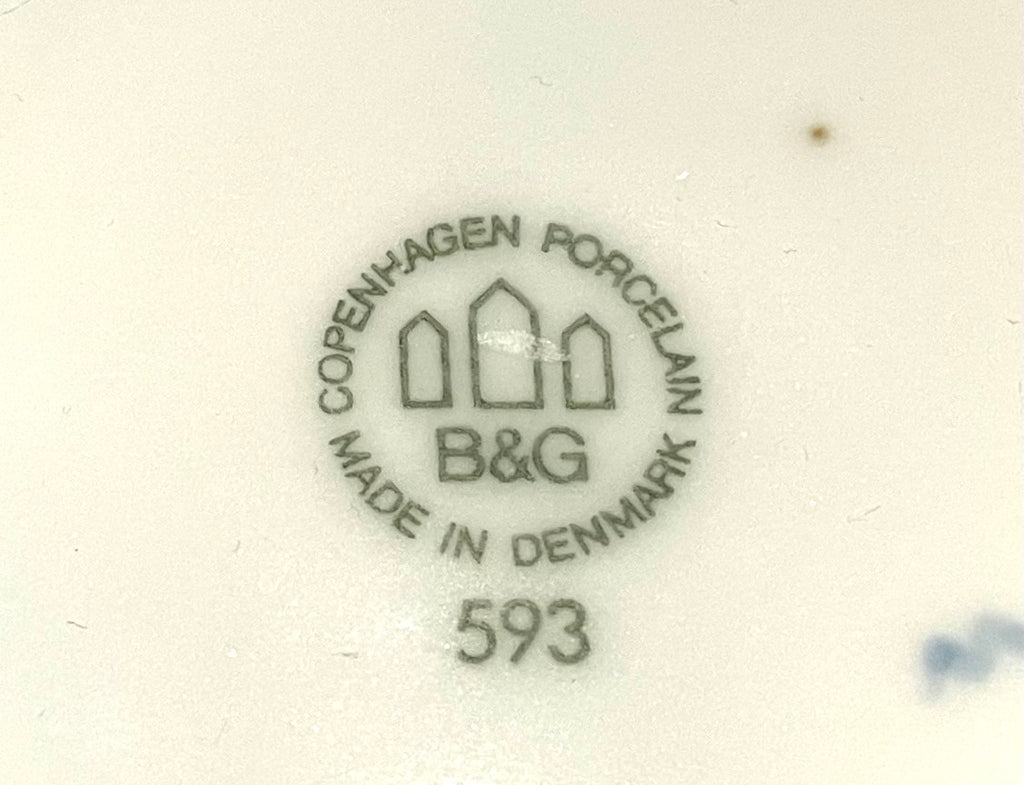 COPENHAGEN PORCELAIN
B&G
MADE IN DENMARK
593